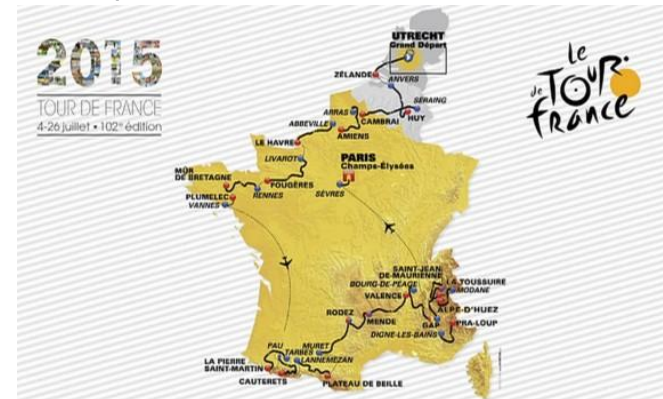 2015
TOUR DE FRANCE
4-26 juillet • 102e édition
Le
TOUR
de
FRANCE
UTRECHT
Grand Départ
ZÉLANDE
ANVERS
SERAING
HUY
ARRAS
CAMBRAI
ABBEVILLE
AMIENS
LE HAVRE
LIVAROT
PARIS
Champs-Élysées
MÛR
DE BRETAGNE
FOUGÈRES
RENNES
SÈVRES
PLUMELEC
VANNES
SAINT-JEAN
DE-MAURIENNE
LA TOUSSUIRE
BOURG-DE-PÉAGE
MODANE
VALENCE
ALPE-D'HUEZ
RODEZ
MENDE
GAP
PRA-LOUP
DIGNE-LES-BAINS
MURET
PAU
TARBES
LANNEMEZAN
LA PIERRE
SAINT-MARTIN
CAUTERETS
PLATEAU DE BEILLE